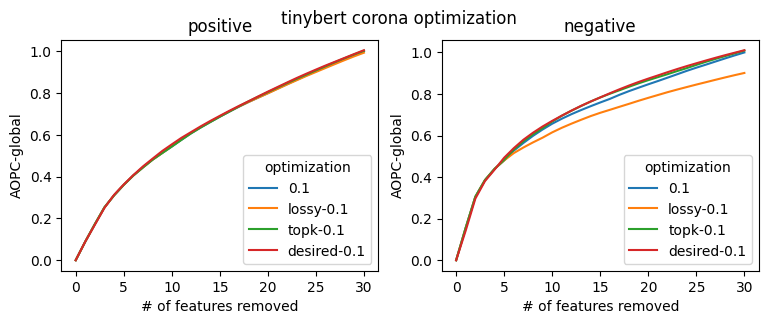 tinybert corona optimization
positive
AOPC-global
1.0
0.8
0.6
0.4
0.2
0.0
optimization
0.1
lossy-0.1
topk-0.1
desired-0.1
0 5 10 15 20 25 30
# of features removed
negative
AOPC-global
1.0
0.8
0.6
0.4
0.2
0.0
optimization
0.1
lossy-0.1
topk-0.1
desired-0.1
0 5 10 15 20 25 30
# of features removed